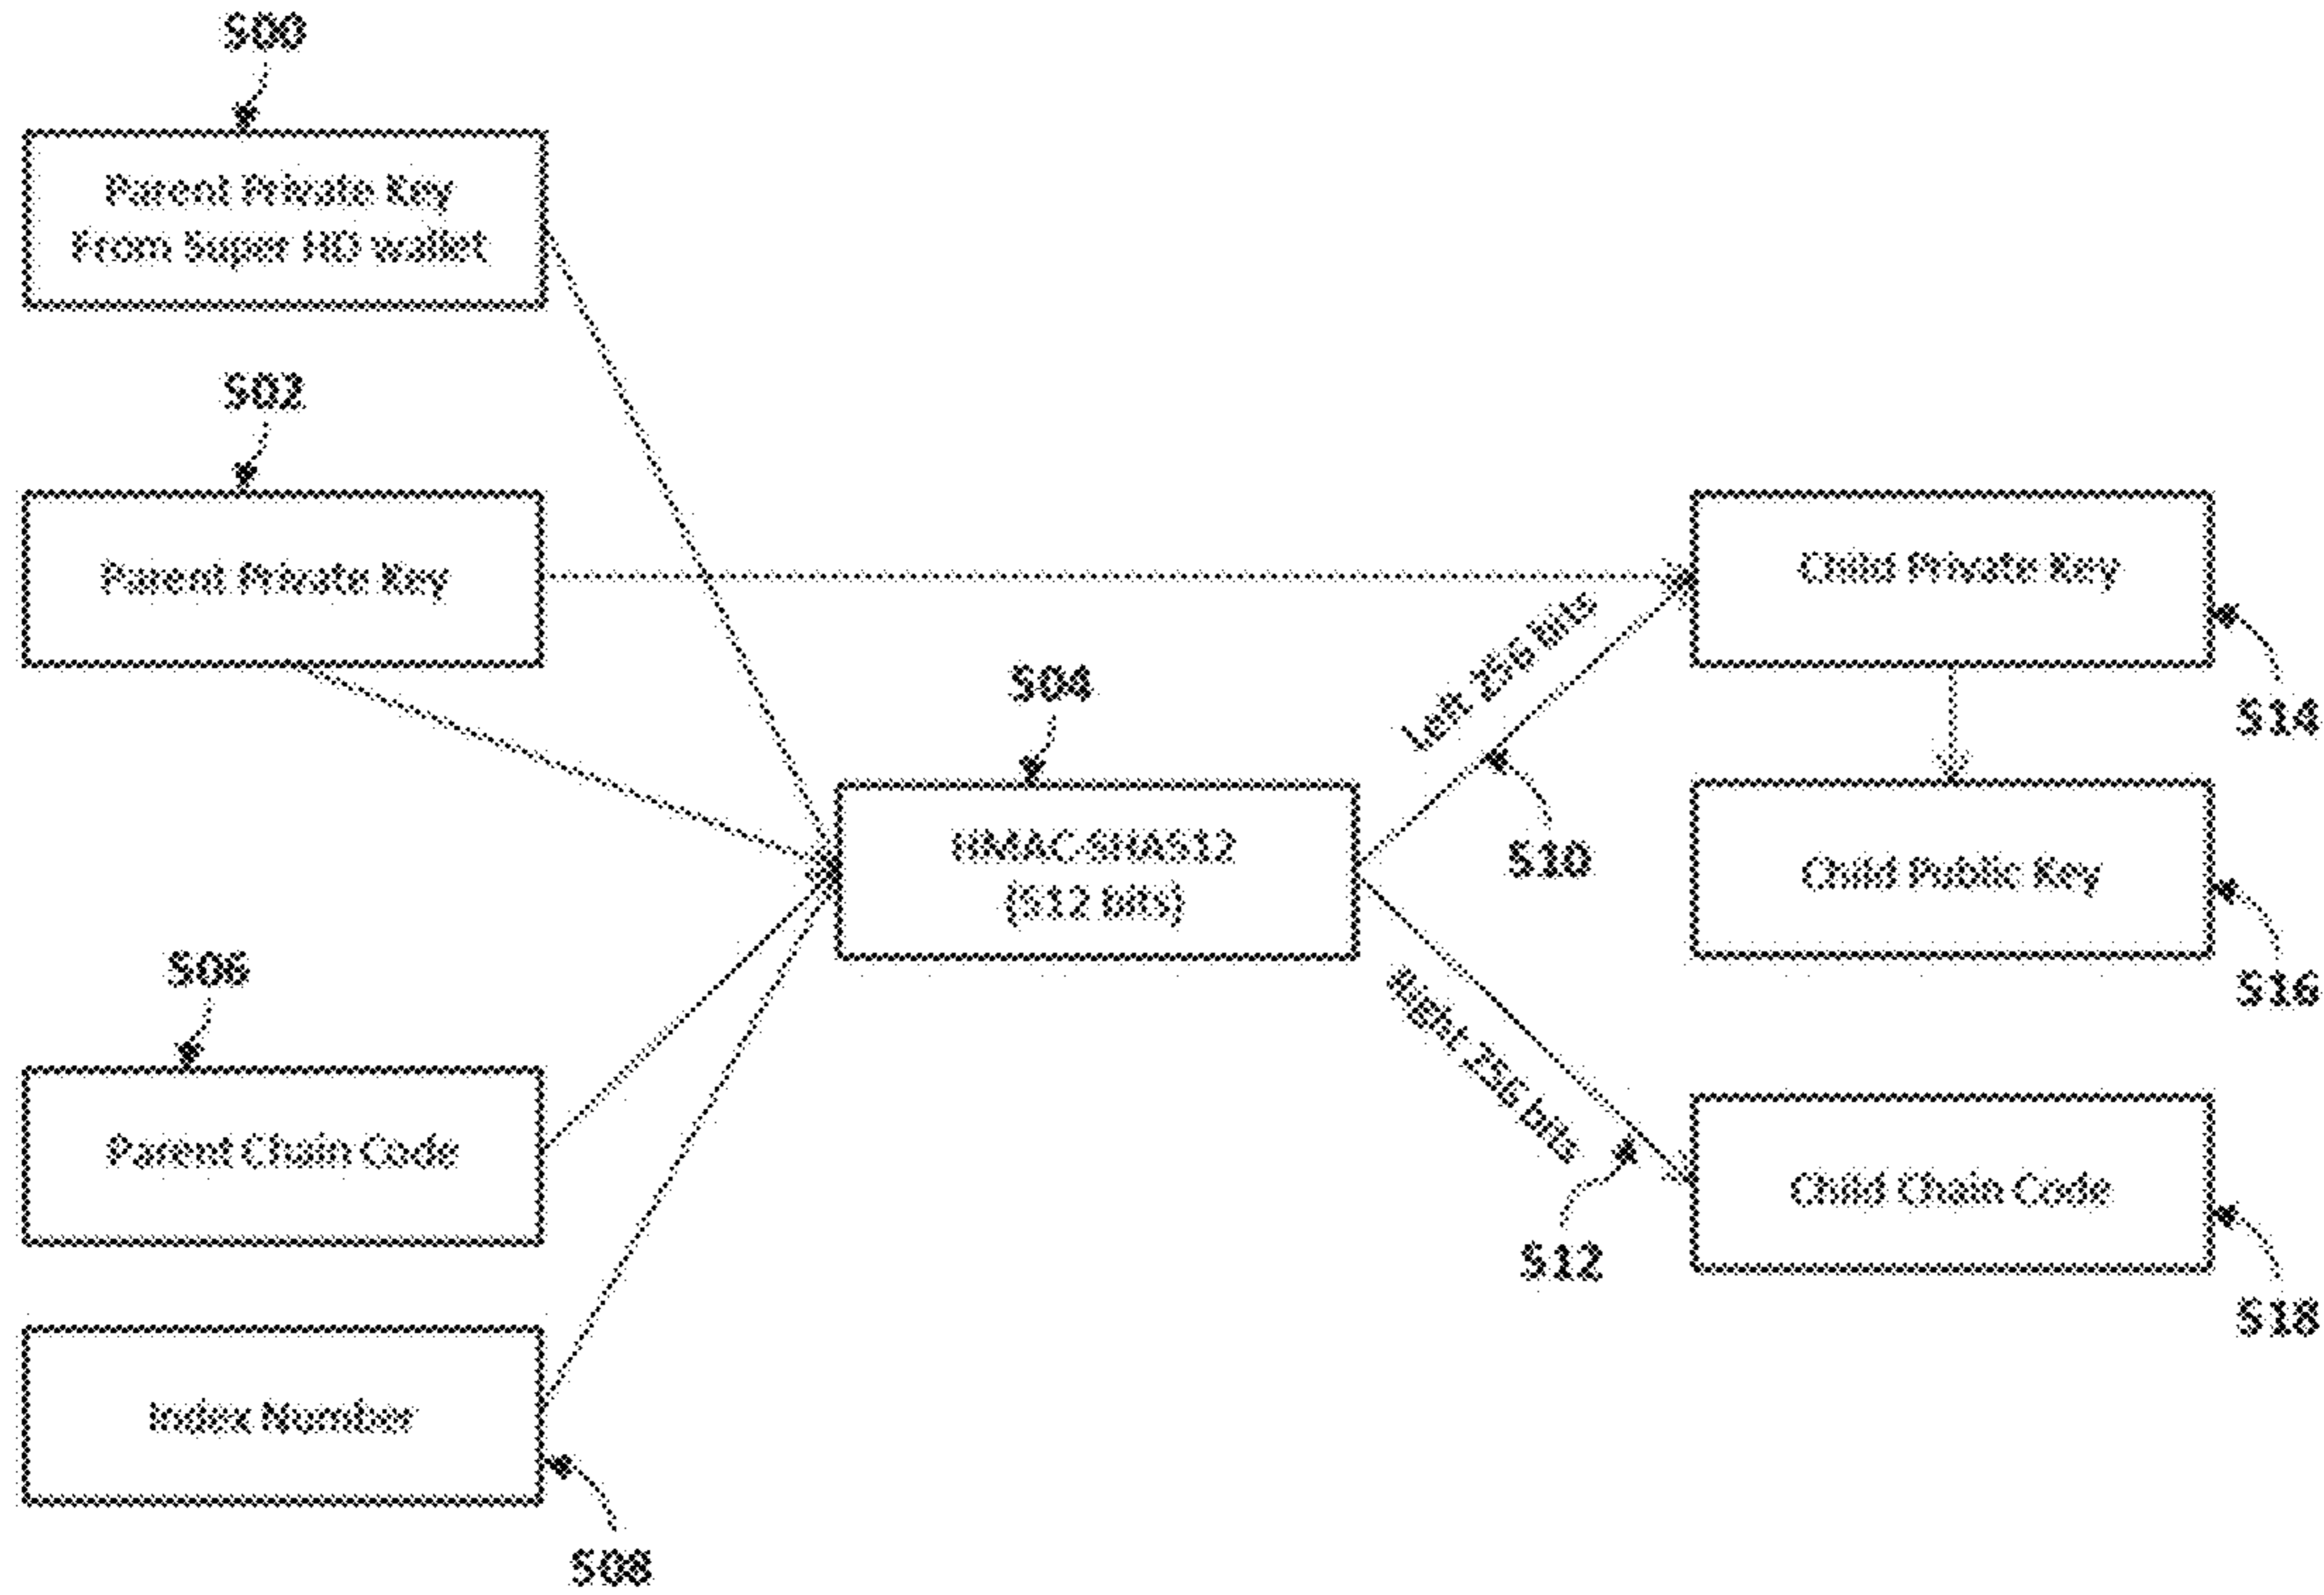 500
Parent Private Key
From Super HD wallet
502
Parent Private Key
Child Private Key
Left 256 bits
504
514
HMAC-SHA512
(512 bits)
510
Child Public Key
506
516
Right 256 bits
Parent Chain Code
Child Chain Code
512
518
Index Number
508